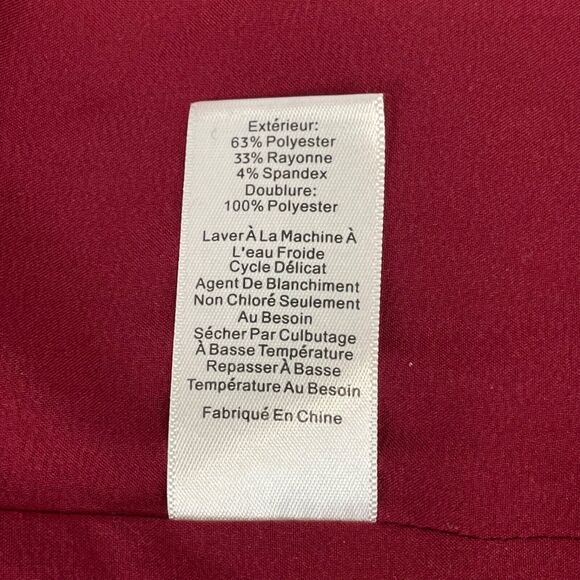 Extérieur:
63% Polyester
33% Rayonne
4% Spandex
Doublure:
100% Polyester
Laver À La Machine À
L'eau Froide
Cycle Délicat
Agent De Blanchiment
Non Chloré Seulement
Au Besoin
Sécher Par Culbutage
À Basse Température
Repasser À Basse
Température Au Besoin
Fabriqué En Chine